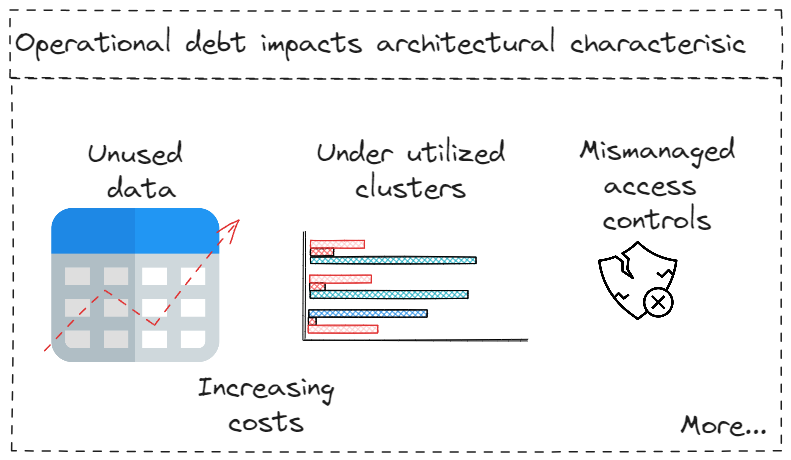 Operational debt impacts architectural characterisic
Unused
data
Under utilized
clusters
Mismanaged
access
controls
Increasing
costs
More...